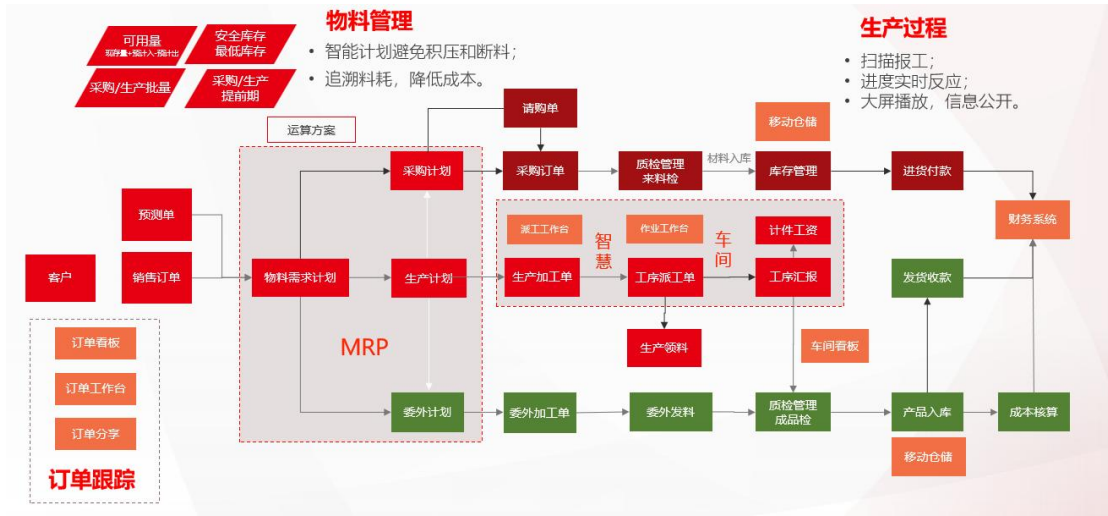 物料管理
• 智能计划避免积压和断料；
• 追溯料耗，降低成本。
生产过程
• 扫描报工；
• 进度实时反应；
• 大屏播放，信息公开。
可用量
现存量+预计入-预计出
安全库存
最低库存
采购/生产批量
采购/生产
提前期
运算方案
请购单
移动仓储
采购计划
采购订单
质检管理
来料检
材料入库
库存管理
进货付款
预测单
派工工作台
智慧
作业工作台
车间
计件工资
财务系统
客户
销售订单
物料需求计划
生产计划
生产加工单
工序派工单
工序汇报
发货收款
订单看板
MRP
生产领料
车间看板
订单工作台
委外计划
委外加工单
委外发料
质检管理
成品检
产品入库
成本核算
订单分享
移动仓储
订单跟踪